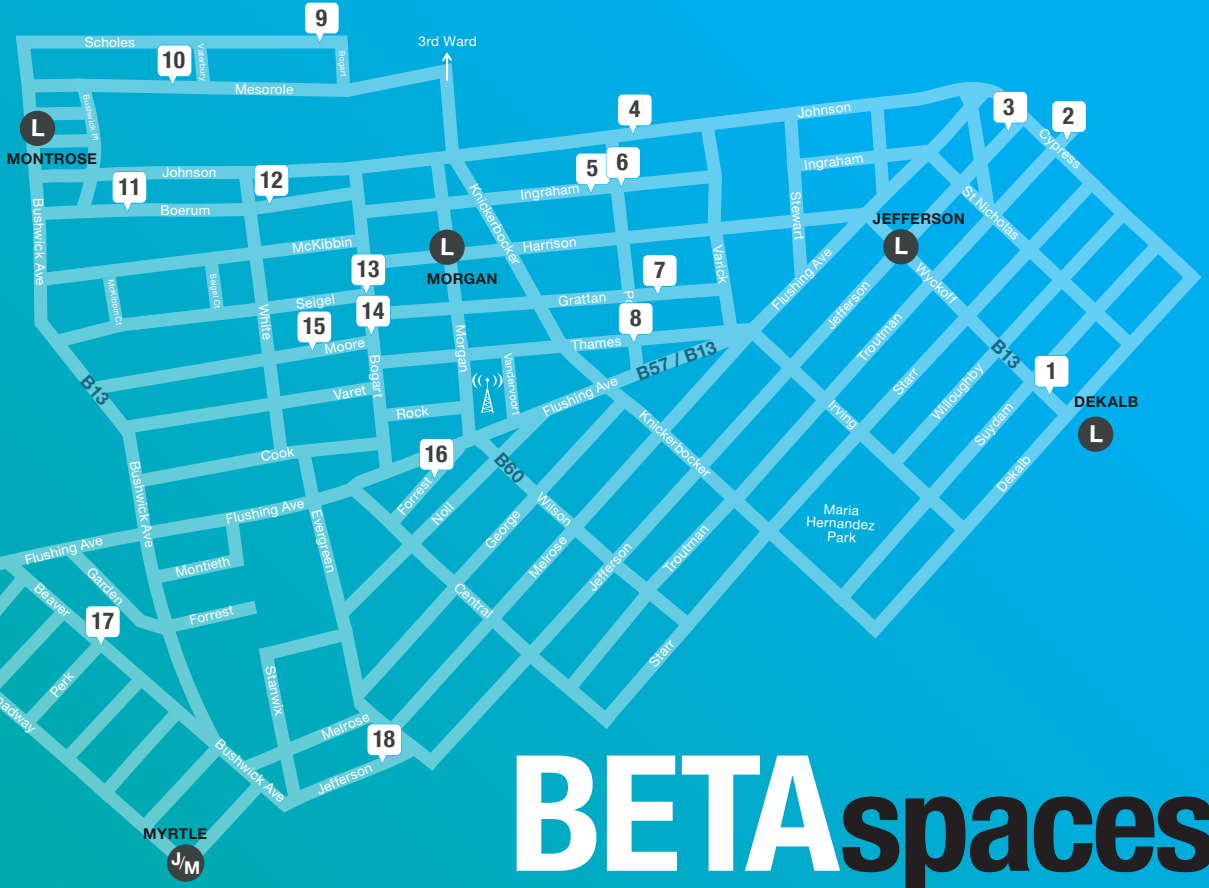 9
Scholes
3rd Ward
10
Vaterbury
Bogart
Mesorole
4
Johnson
3
2
Bushwick Pl
Cypress
L
MONTROSE
Johnson
12
5
6
Ingraham
11
Boerum
Ingraham
Knickerbocker
Stewart
St Nicholas
Bushwick Ave
McKibbin
L
MORGAN
Harrison
Varick
JEFFERSON
L
13
7
McKibbin Ct
Seigel Ct
Seigel
Grattan
Flushing Ave
Wyckoff
14
15
White
Moore
8
Jefferson
Morgan
Thames
Troutman
B57 / B13
B13
Bogart
Vandervoort
B13
1
Varet
Flushing Ave
Starr
Willoughby
DEKALB
L
Rock
Irving
Suydam
Knickerbocker
Cook
16
B60
Dekalb
Bushwick Ave
Forrest
Noll
Wilson
Maria
Hernandez
Park
Flushing Ave
George
Evergreen
Flushing Ave
Melrose
Jefferson
Troutman
Garden
Montieth
Beaver
Central
17
Forrest
Starr
Perk
Stanwix
Melrose
18
Bushwick Ave
Jefferson
MYRTLE
J/M
BETAspaces